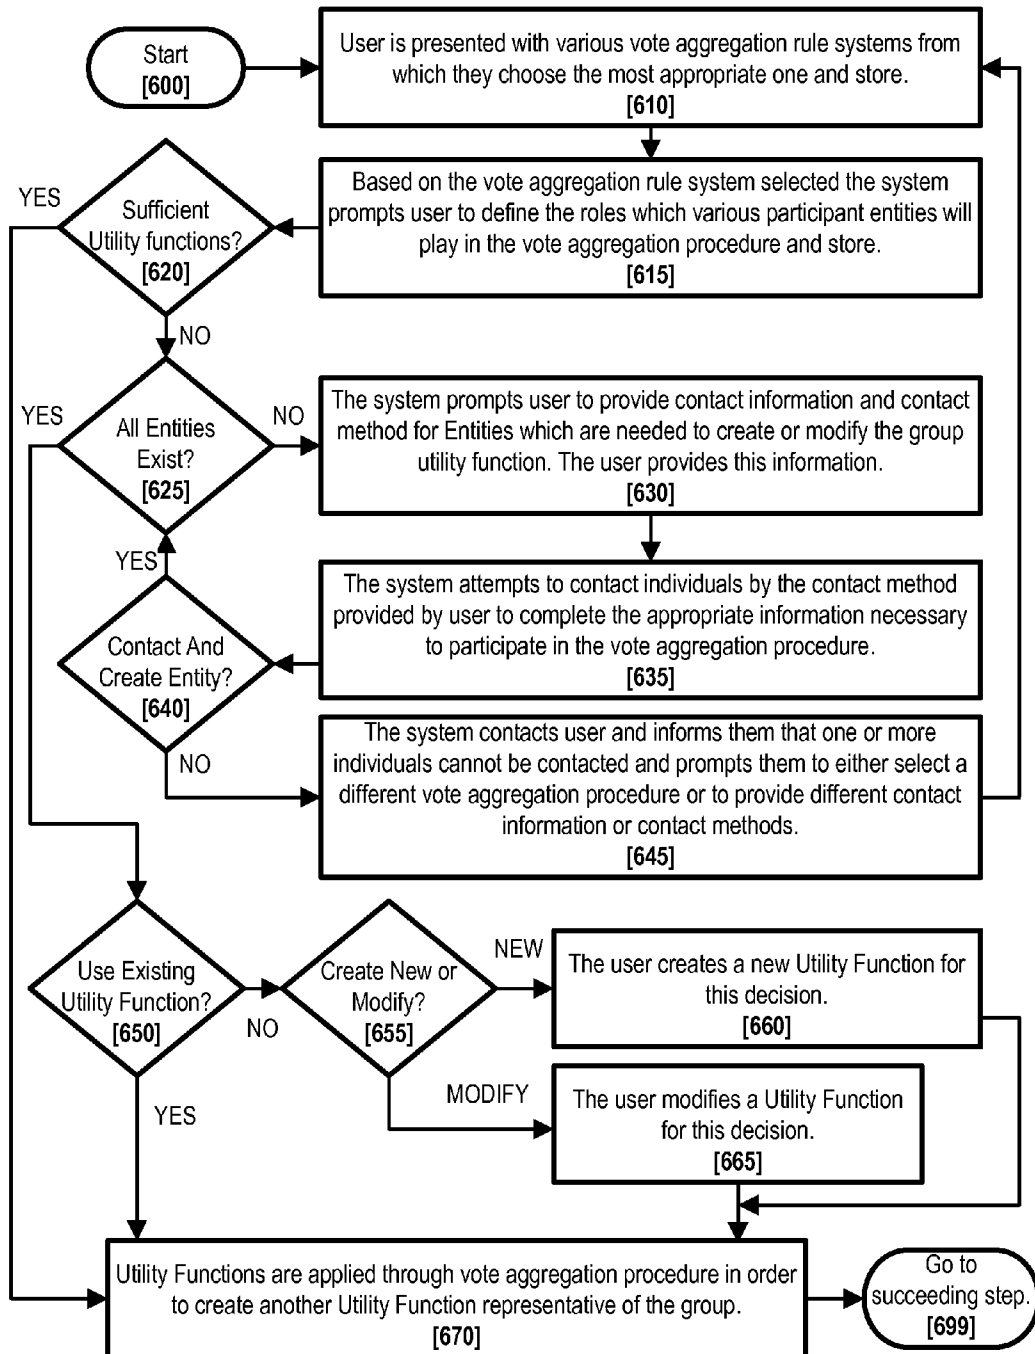 Start
[600]
User is presented with various vote aggregation rule systems from
which they choose the most appropriate one and store.
[610]
Based on the vote aggregation rule system selected the system
prompts user to define the roles which various participant entities will
play in the vote aggregation procedure and store.
[615]
YES
Sufficient
Utility functions?
[620]
NO
YES
All Entities
Exist?
[625]
NO
The system prompts user to provide contact information and contact
method for Entities which are needed to create or modify the group
utility function. The user provides this information.
[630]
YES
The system attempts to contact individuals by the contact method
provided by user to complete the appropriate information necessary
to participate in the vote aggregation procedure.
[635]
Contact And
Create Entity?
[640]
NO
The system contacts user and informs them that one or more
individuals cannot be contacted and prompts them to either select a
different vote aggregation procedure or to provide different contact
information or contact methods.
[645]
Use Existing
Utility Function?
[650]
NO
YES
Create New or
Modify?
[655]
NEW
The user creates a new Utility Function for
this decision.
[660]
MODIFY
The user modifies a Utility Function
for this decision.
[665]
Utility Functions are applied through vote aggregation procedure in order
to create another Utility Function representative of the group.
[670]
Go to
succeeding step.
[699]